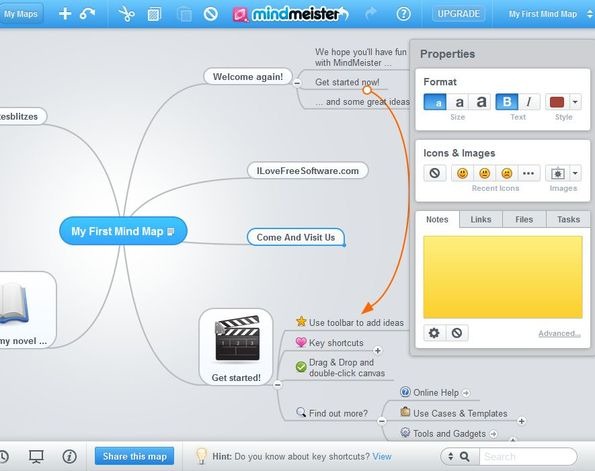 My Maps
mindmeister
UPGRADE
My First Mind Map
We hope you'll have fun
with MindMeister ...
Welcome again!
Get started now!
... and some great ideas
esblitzes
ILoveFreeSoftware.com
My First Mind Map
Come And Visit Us
my novel ...
Get started!
Use toolbar to add ideas
Key shortcuts
Drag & Drop and
double-click canvas
Find out more?
Online Help
Use Cases & Templates
Tools and Gadgets
Properties
Format
a a a
B I
Size Text Style
Icons & Images
Recent Icons Images
Notes Links Files Tasks
Advanced...
Share this map
Hint: Do you know about key shortcuts? View
Search